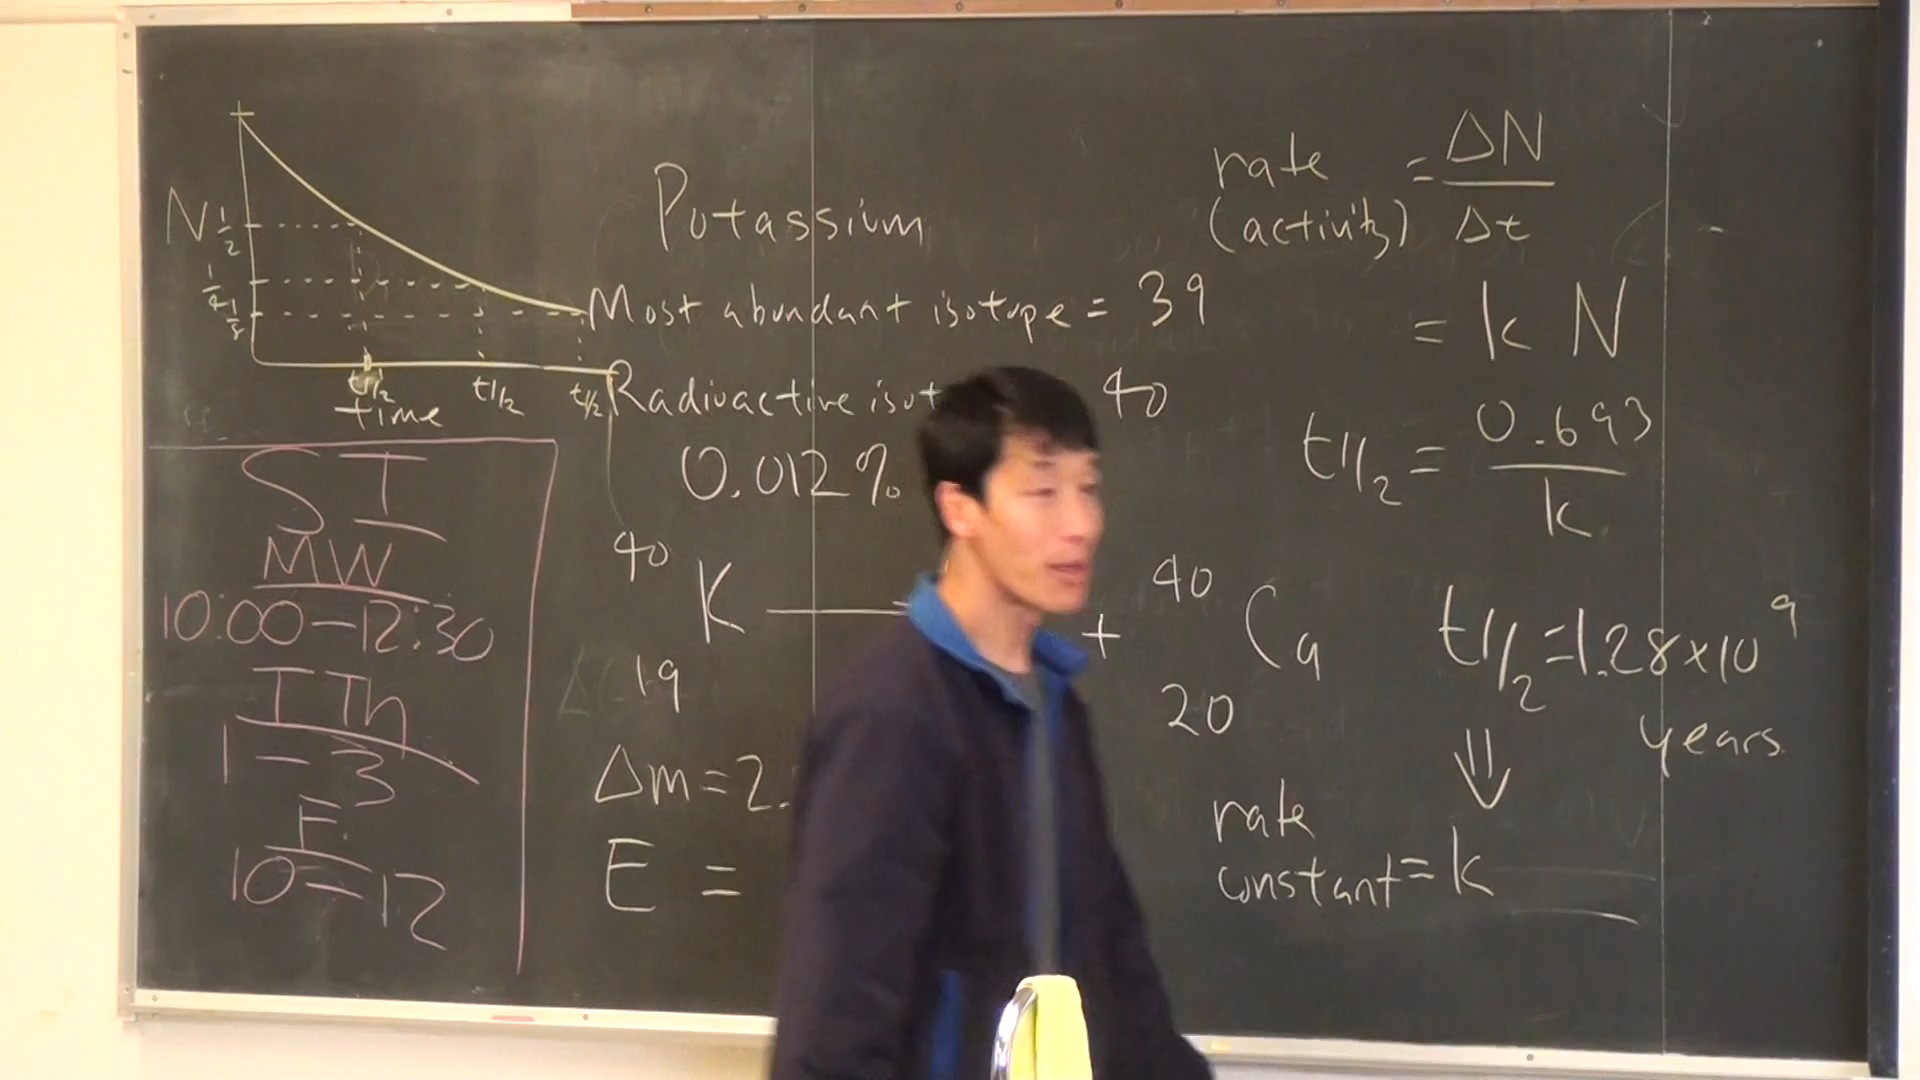 N
1/2
1/4
1/8
t1/2
t1/2
t1/2
time
SI
MW
10:00-12:30
TTh
1-3
F
10-12
Potassium
Most abundant isotope = 39
Radioactive isot 40
0.012%
40 40
K + Ca
19 20
Δm=2.
E =
rate = ΔN
(activity) Δt
= k N
t1/2 = 0.693
k
t1/2=1.28×10⁹
years.
⇓
rate
constant=k